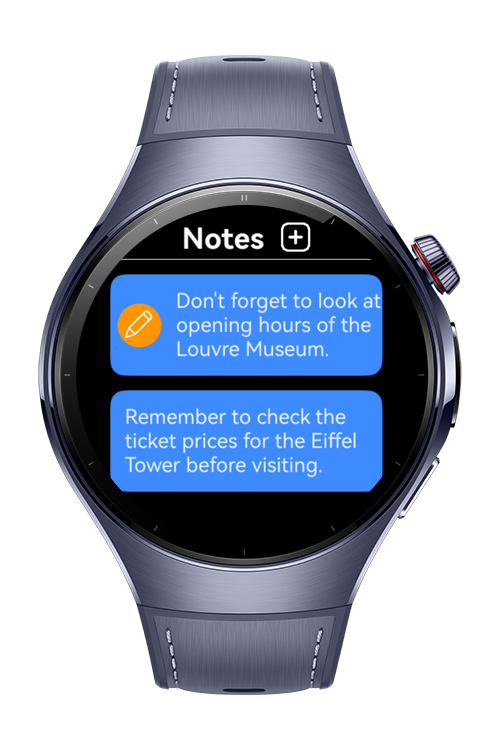 Notes
Don't forget to look at
opening hours of the
Louvre Museum.
Remember to check the
ticket prices for the Eiffel
Tower before visiting.